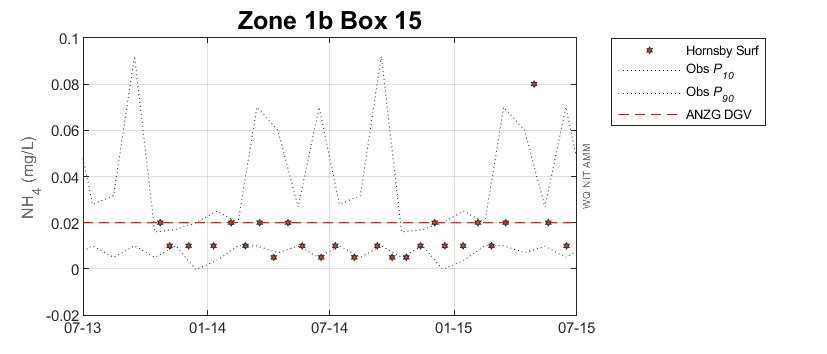 Zone 1b Box 15
0.1
0.08
0.06
0.04
0.02
0
-0.02
NH4 (mg/L)
07-13 01-14 07-14 01-15 07-15
WQ NIT AMM
Hornsby Surf
Obs P10
Obs P90
ANZG DGV